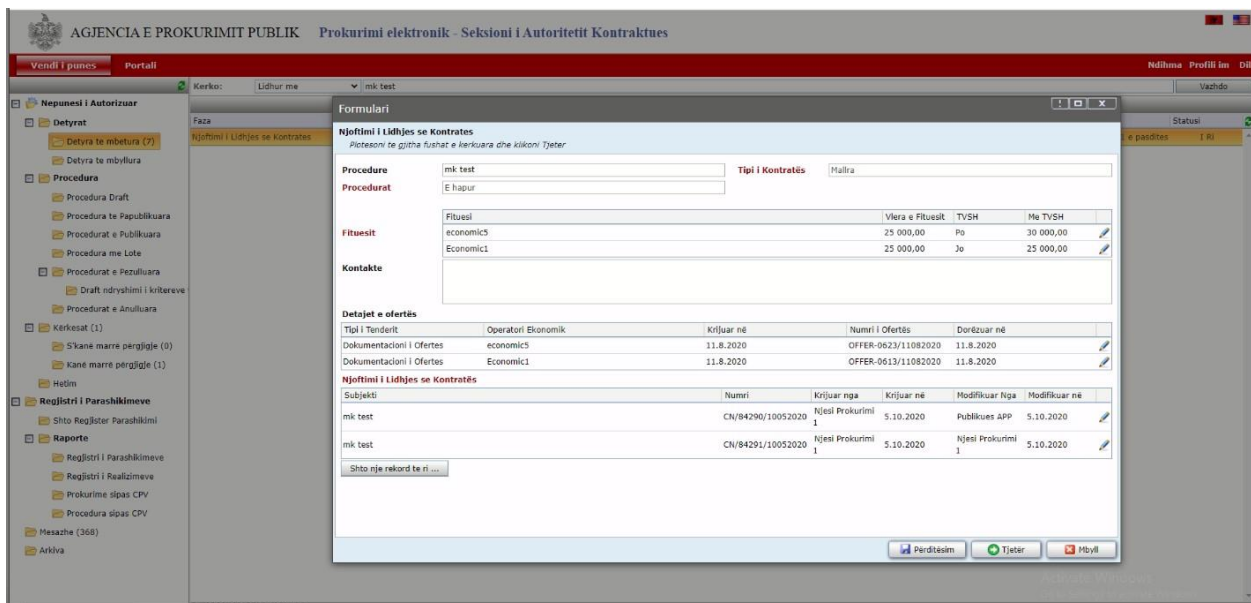 AGJENCIA E PROKURIMIT PUBLIK Prokurimi elektronik - Seksioni i Autoritetit Kontraktues
Vendi i punes Portali Ndihma Profili im Dil
Kerko: Lidhur me mk test Vazhdo
Nepunesi i Autorizuar
Detyrat
Detyra te mbetura (7)
Detyra te mbyllura
Procedura
Procedura Draft
Procedura te Papublikuara
Procedurat e Publikuara
Procedura me Lote
Procedurat e Pezulluara
Draft ndryshimi i kritereve
Procedurat e Anulluara
Kërkesat (1)
S'kanë marrë përgjigje (0)
Kanë marrë përgjigje (1)
Hetim
Regjistri i Parashikimeve
Shto Regjister Parashikimi
Raporte
Regjistri i Parashikimeve
Regjistri i Realizimeve
Prokurime sipas CPV
Procedura sipas CPV
Mesazhe (368)
Arkiva
Faza Statusi
Njoftimi i Lidhjes se Kontrates e pasdites I Ri
Formulari
Njoftimi i Lidhjes se Kontrates
Plotesoni te gjitha fushat e kerkuara dhe klikoni Tjeter
Procedure mk test Tipi i Kontratës Mallra
Procedurat E hapur
Fituesi Vlera e Fituesit TVSH Me TVSH
Fituesit economic5 25 000,00 Po 30 000,00
Economic1 25 000,00 Jo 25 000,00
Kontakte
Detajet e ofertës
Tipi i Tenderit Operatori Ekonomik Krijuar në Numri i Ofertës Dorëzuar në
Dokumentacioni i Ofertes economic5 11.8.2020 OFFER-0623/11082020 11.8.2020
Dokumentacioni i Ofertes Economic1 11.8.2020 OFFER-0613/11082020 11.8.2020
Njoftimi i Lidhjes se Kontratës
Subjekti Numri Krijuar nga Krijuar në Modifikuar Nga Modifikuar në
mk test CN/84290/10052020 Njesi Prokurimi 1 5.10.2020 Publikues APP 5.10.2020
mk test CN/84291/10052020 Njesi Prokurimi 1 5.10.2020 Njesi Prokurimi 1 5.10.2020
Shto nje rekord te ri ...
Përditësim Tjetër Mbyll
Activate Windows